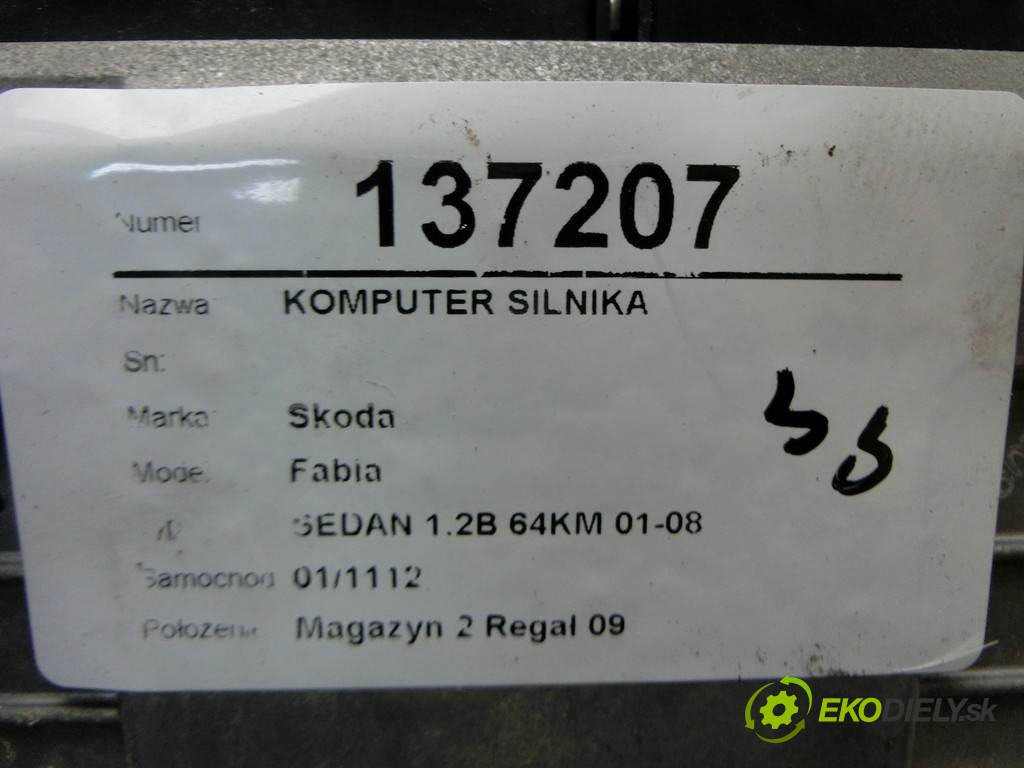 Numer 137207
Nazwa KOMPUTER SILNIKA
Sn:
Marka Skoda
Model Fabia
SEDAN 1.2B 64KM 01-08
Samochod 01/1112
Położenie Magazyn 2 Regal 09
EKODIELY.sk